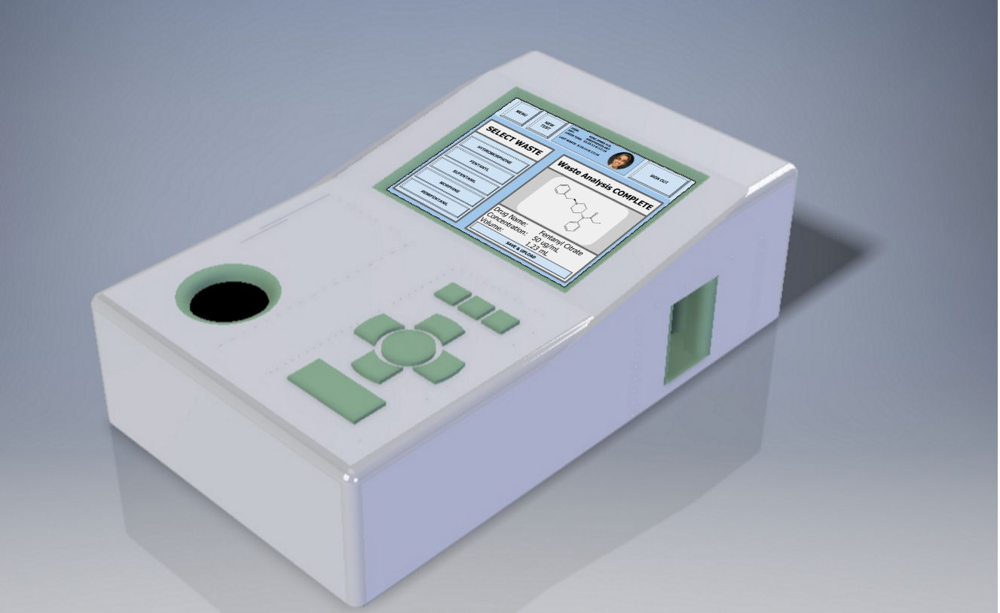 MENU
NEW
TEST
SIGN OUT
SELECT WASTE
HYDROMORPHONE
FENTANYL
SUFENTANIL
MORPHINE
REMIFENTANIL
Waste Analysis COMPLETE
Drug Name: Fentanyl Citrate
Concentration: 50 ug/mL
Volume: 1.23 mL
SAVE & UPLOAD